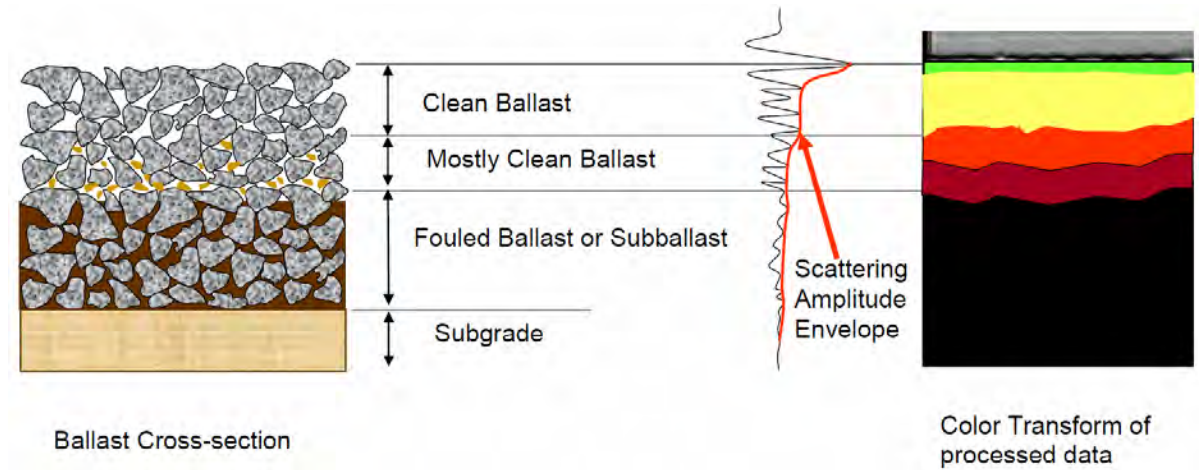 Clean Ballast
Mostly Clean Ballast
Fouled Ballast or Subballast
Scattering
Amplitude
Envelope
Subgrade
Ballast Cross-section
Color Transform of
processed data